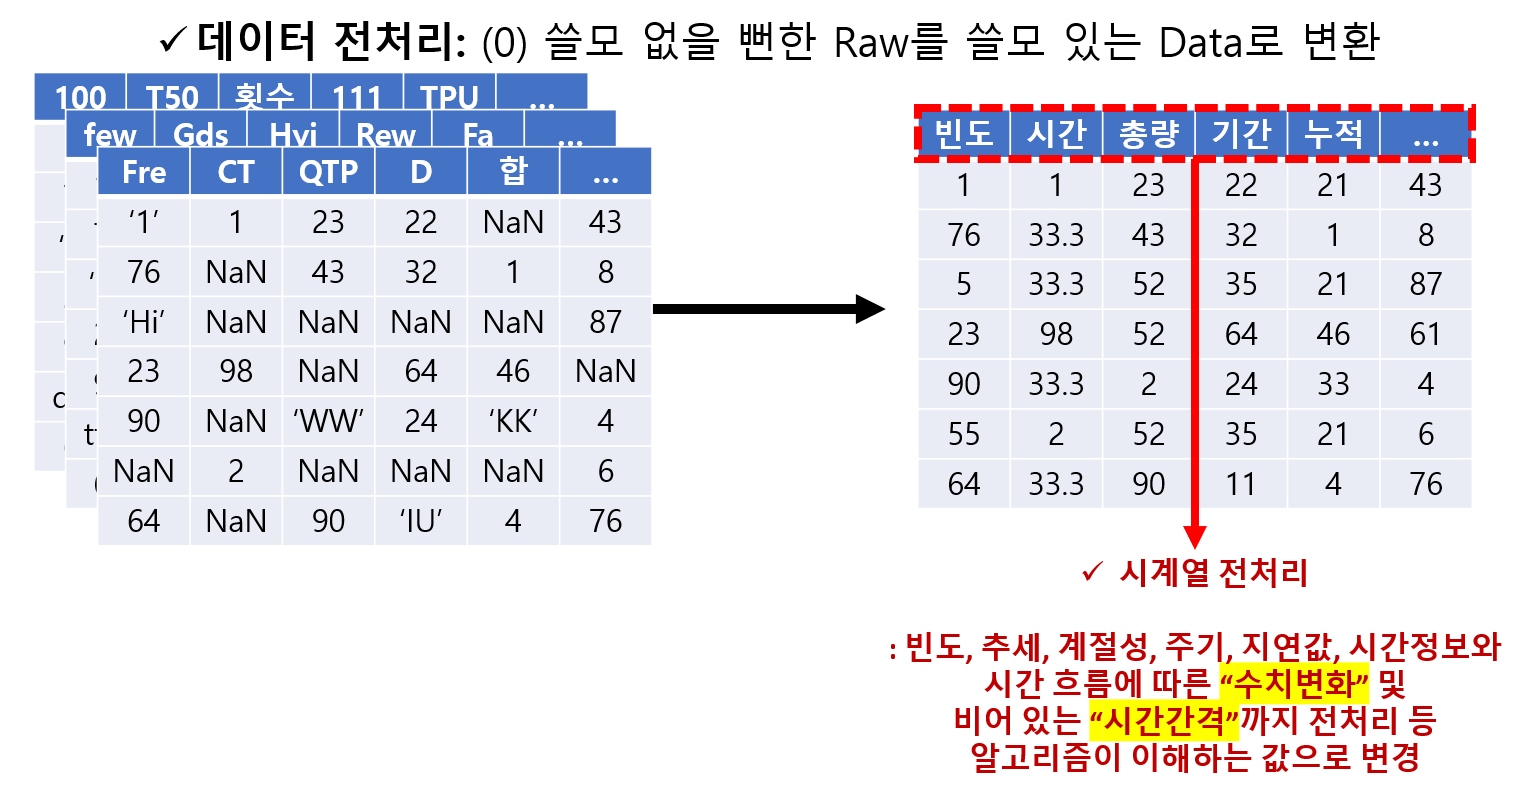 ✓ 데이터 전처리: (0) 쓸모 없을 뻔한 Raw를 쓸모 있는 Data로 변환
100 T50 횟수 111 TPU ...
few Gds Hvi Rew Fa ...
Fre CT QTP D 합 ...
‘1’ 1 23 22 NaN 43
76 NaN 43 32 1 8
‘Hi’ NaN NaN NaN NaN 87
23 98 NaN 64 46 NaN
90 NaN ‘WW’ 24 ‘KK’ 4
NaN 2 NaN NaN NaN 6
64 NaN 90 ‘IU’ 4 76
빈도 시간 총량 기간 누적 ...
1 1 23 22 21 43
76 33.3 43 32 1 8
5 33.3 52 35 21 87
23 98 52 64 46 61
90 33.3 2 24 33 4
55 2 52 35 21 6
64 33.3 90 11 4 76
✓ 시계열 전처리
: 빈도, 추세, 계절성, 주기, 지연값, 시간정보와
시간 흐름에 따른 “수치변화” 및
비어 있는 “시간간격”까지 전처리 등
알고리즘이 이해하는 값으로 변경